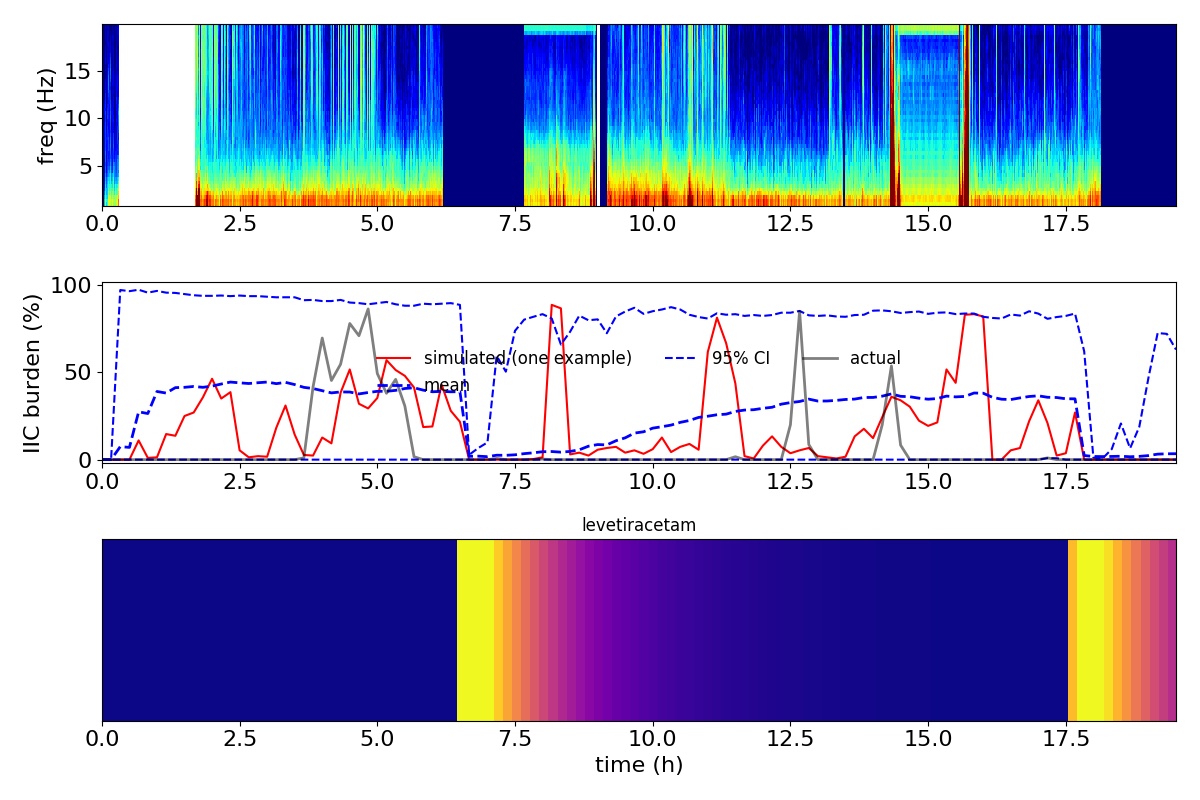 freq (Hz)
15
10
5
0.0 2.5 5.0 7.5 10.0 12.5 15.0 17.5
IIC burden (%)
100
50
0
simulated (one example) 95% CI actual
mean
0.0 2.5 5.0 7.5 10.0 12.5 15.0 17.5
levetiracetam
0.0 2.5 5.0 7.5 10.0 12.5 15.0 17.5
time (h)